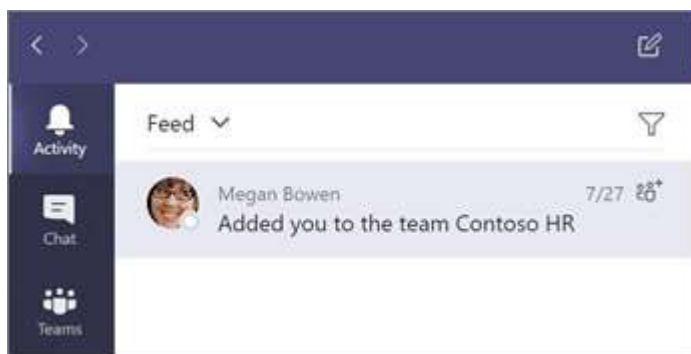 Activity
Feed
Megan Bowen 7/27
Added you to the team Contoso HR
Chat
Teams